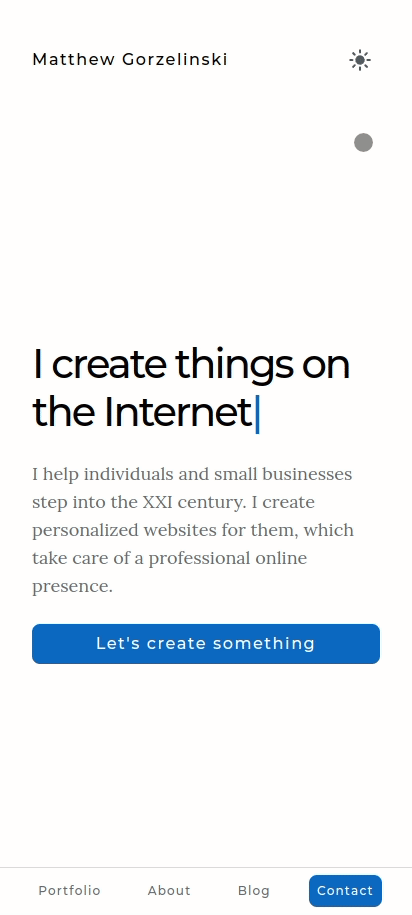 Matthew Gorzelinski
I create things on
the Internet
I help individuals and small businesses
step into the XXI century. I create
personalized websites for them, which
take care of a professional online
presence.
Let's create something
Portfolio About Blog Contact